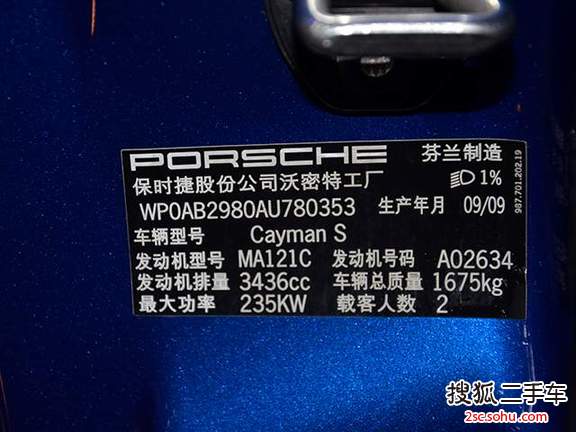 PORSCHE 芬兰制造
保时捷股份公司沃密特工厂 1%
WP0AB2980AU780353 生产年月 09/09
车辆型号 Cayman S
发动机型号 MA121C 发动机号码 A02634
发动机排量 3436cc 车辆总质量 1675kg
最大功率 235KW 载客人数 2
987.701.202.19
搜狐二手车
2sc.sohu.com